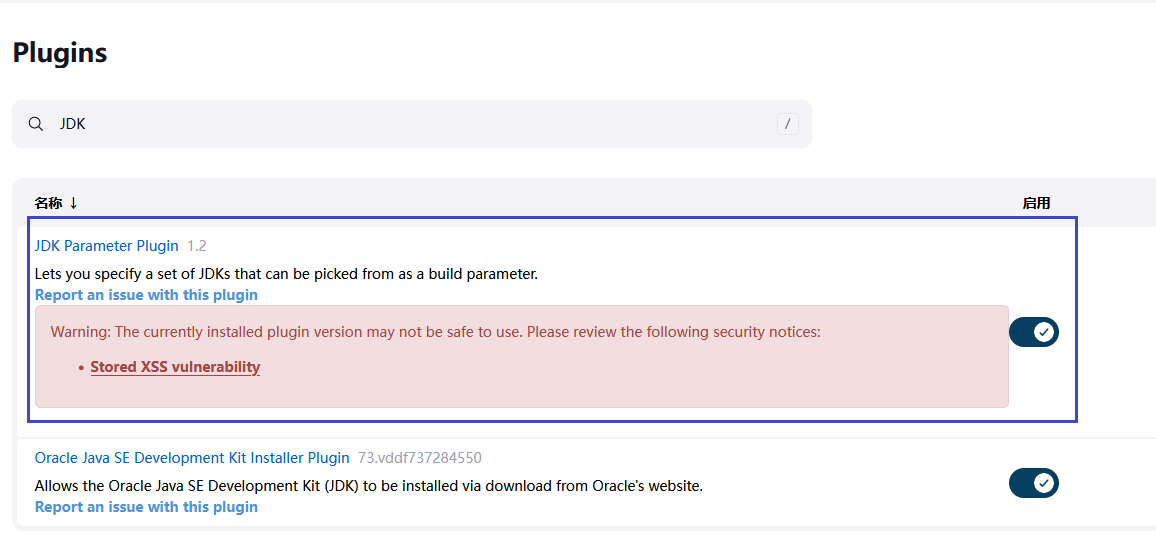 Plugins
JDK /
名称 ↓ 启用
JDK Parameter Plugin 1.2
Lets you specify a set of JDKs that can be picked from as a build parameter.
Report an issue with this plugin
Warning: The currently installed plugin version may not be safe to use. Please review the following security notices:
• Stored XSS vulnerability
Oracle Java SE Development Kit Installer Plugin 73.vddf737284550
Allows the Oracle Java SE Development Kit (JDK) to be installed via download from Oracle's website.
Report an issue with this plugin